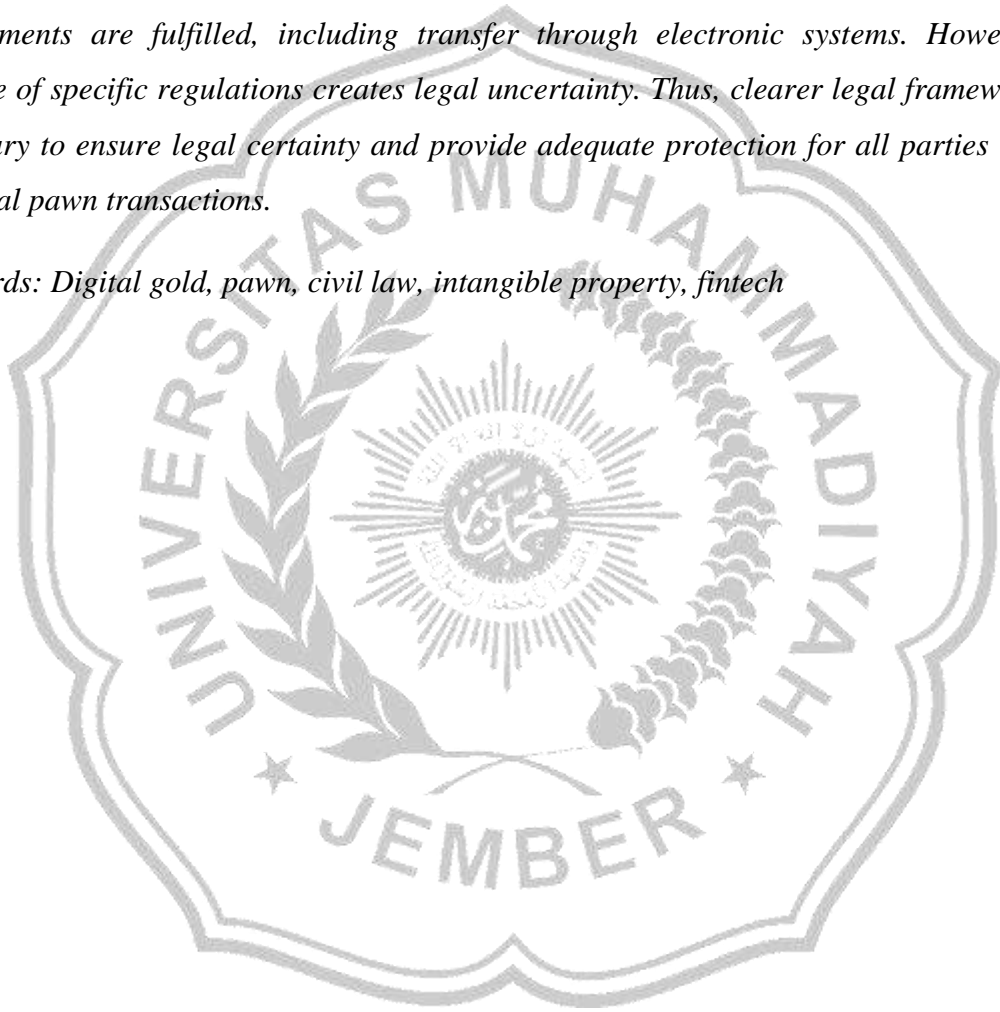 ments are fulfilled, including transfer through electronic systems. Howe
e of specific regulations creates legal uncertainty. Thus, clearer legal framew
ary to ensure legal certainty and provide adequate protection for all parties
al pawn transactions.
rds: Digital gold, pawn, civil law, intangible property, fintech
UNIVERSITAS MUHAMMADIYAH
JEMBER